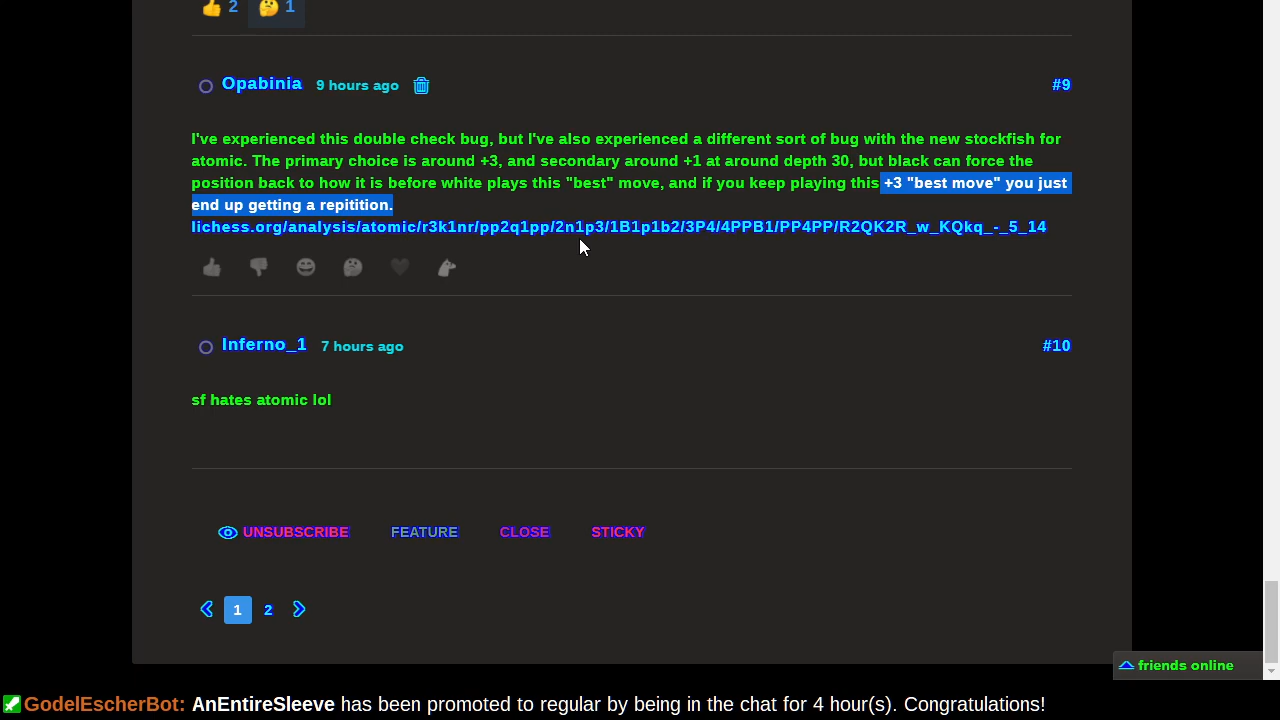 2 1
Opabinia 9 hours ago #9
I've experienced this double check bug, but I've also experienced a different sort of bug with the new stockfish for
atomic. The primary choice is around +3, and secondary around +1 at around depth 30, but black can force the
position back to how it is before white plays this "best" move, and if you keep playing this +3 "best move" you just
end up getting a repitition.
lichess.org/analysis/atomic/r3k1nr/pp2q1pp/2n1p3/1B1p1b2/3P4/4PPB1/PP4PP/R2QK2R_w_KQkq_-_5_14
Inferno_1 7 hours ago #10
sf hates atomic lol
UNSUBSCRIBE FEATURE CLOSE STICKY
1 2
friends online
GodelEscherBot: AnEntireSleeve has been promoted to regular by being in the chat for 4 hour(s). Congratulations!